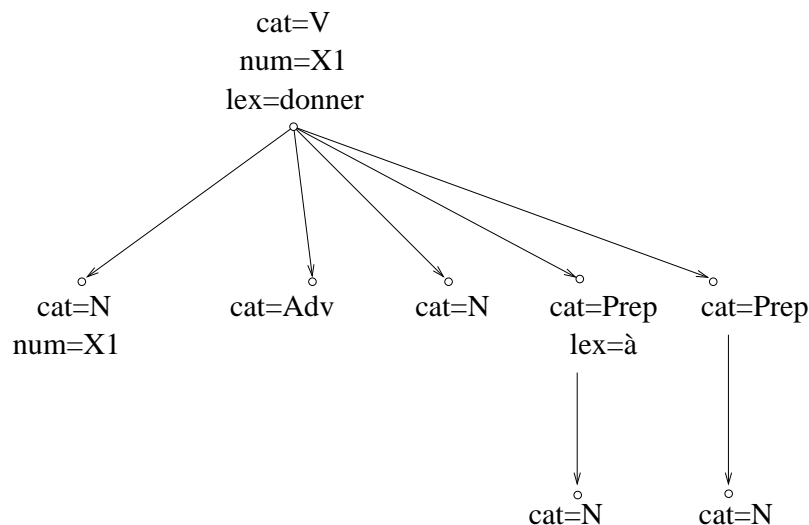 cat=V
num=X1
lex=donner
cat=N
num=X1
cat=Adv
cat=N
cat=Prep
lex=à
cat=Prep
cat=N
cat=N